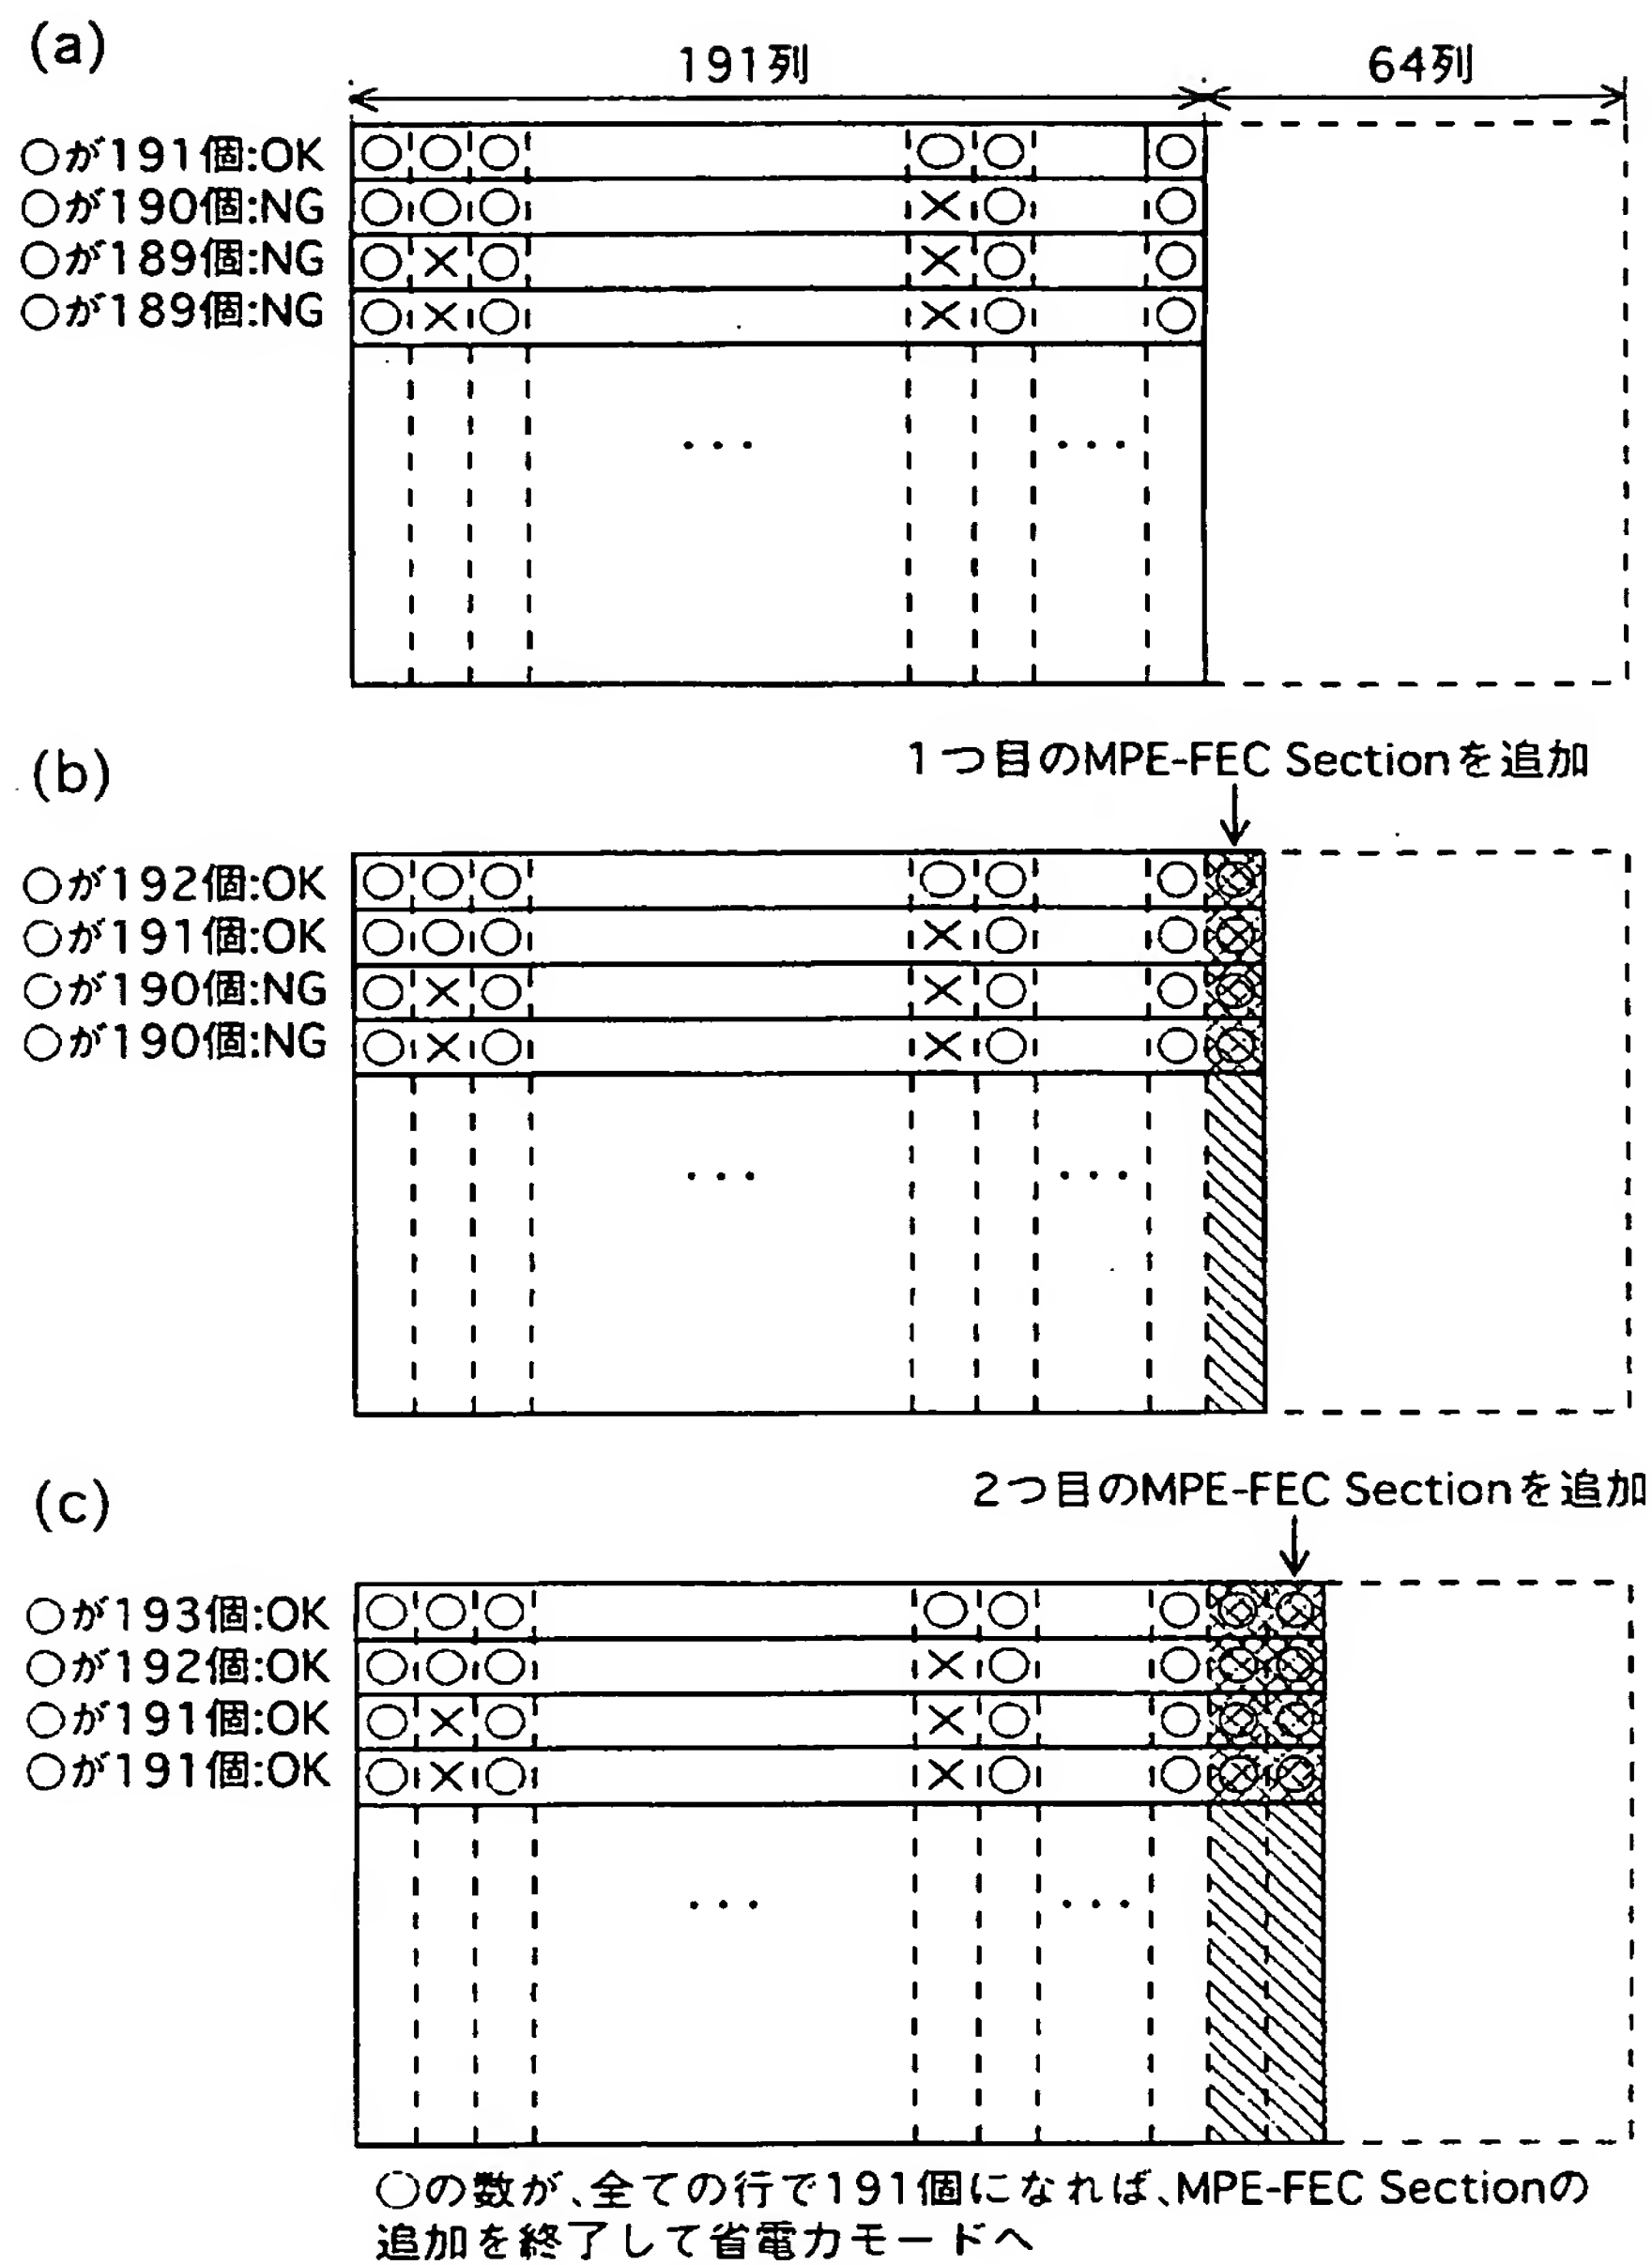 (a)
191列 64列
○が191個:OK
○が190個:NG
○が189個:NG
○が189個:NG
(b)
1つ目のMPE-FEC Sectionを追加
○が192個:OK
○が191個:OK
○が190個:NG
○が190個:NG
(c)
2つ目のMPE-FEC Sectionを追加
○が193個:OK
○が192個:OK
○が191個:OK
○が191個:OK
○の数が、全ての行で191個になれば、MPE-FEC Sectionの
追加を終了して省電力モードへ